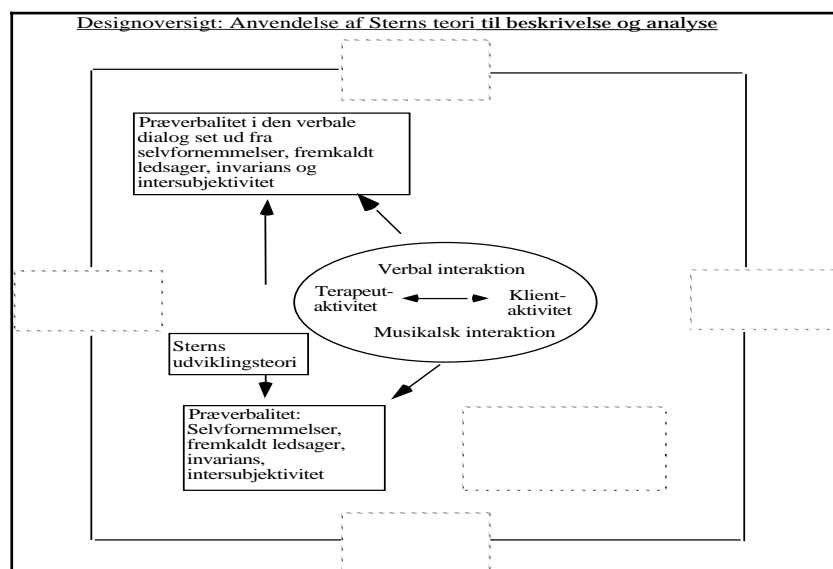 Designoversigt: Anvendelse af Sterns teori til beskrivelse og analyse
Præverbalitet i den verbale
dialog set ud fra
selvfornemmelser, fremkaldt
ledsager, invarians og
intersubjektivitet
Verbal interaktion
Terapeut-
aktivitet
Klient-
aktivitet
Musikalsk interaktion
Sterns
udviklingsteori
Præverbalitet:
Selvfornemmelser,
fremkaldt ledsager,
invarians,
intersubjektivitet